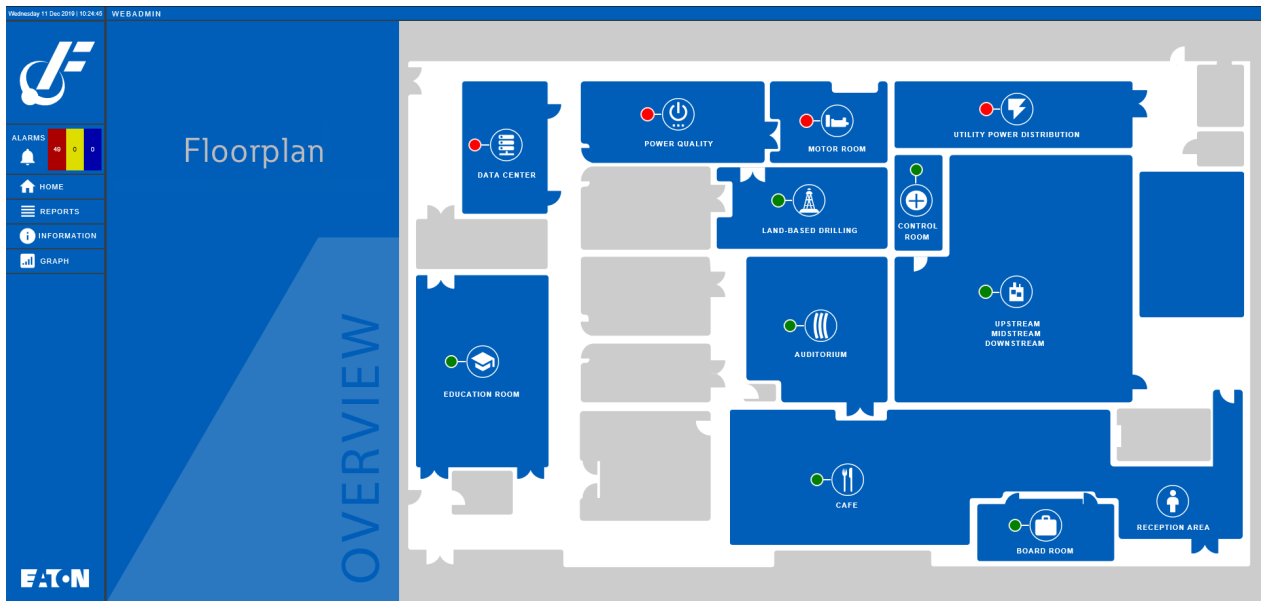 Wednesday 11 Dec 2019 | 10:24:45
WEBADMIN
ALARMS
49 0 0
HOME
REPORTS
INFORMATION
GRAPH
EATON
Floorplan
OVERVIEW
DATA CENTER
POWER QUALITY
MOTOR ROOM
UTILITY POWER DISTRIBUTION
LAND-BASED DRILLING
CONTROL
ROOM
UPSTREAM
MIDSTREAM
DOWNSTREAM
AUDITORIUM
EDUCATION ROOM
CAFE
RECEPTION AREA
BOARD ROOM